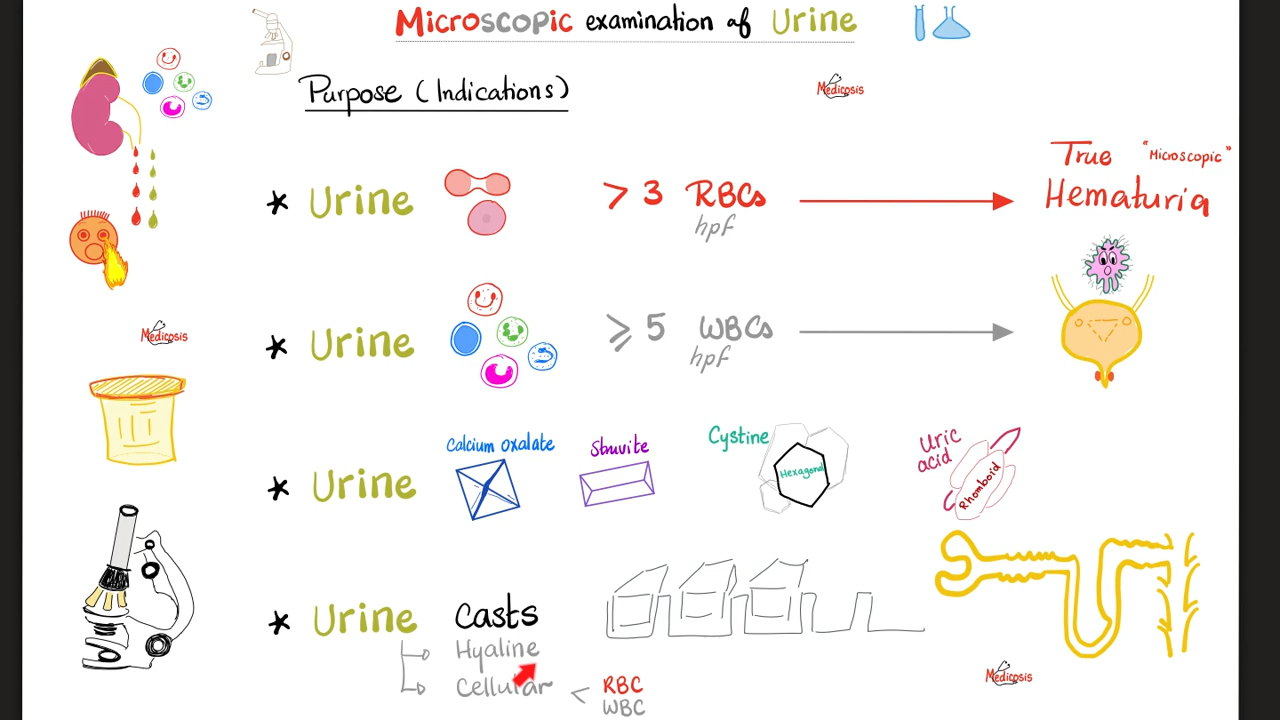 Microscopic examination of Urine
Purpose (Indications)
Medicosis
True "Microscopic"
Hematuria
* Urine > 3 RBCs
hpf
* Urine ⩾ 5 WBCs
hpf
Medicosis
Calcium oxalate
Struvite
Cystine
Hexagonal
Uric
acid
Rhomboid
* Urine
* Urine Casts
Hyaline
Cellular < RBC
WBC
Medicosis